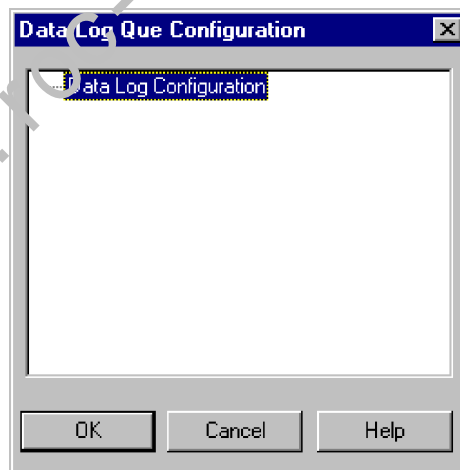 Data Log Que Configuration
Data Log Configuration
OK
Cancel
Help